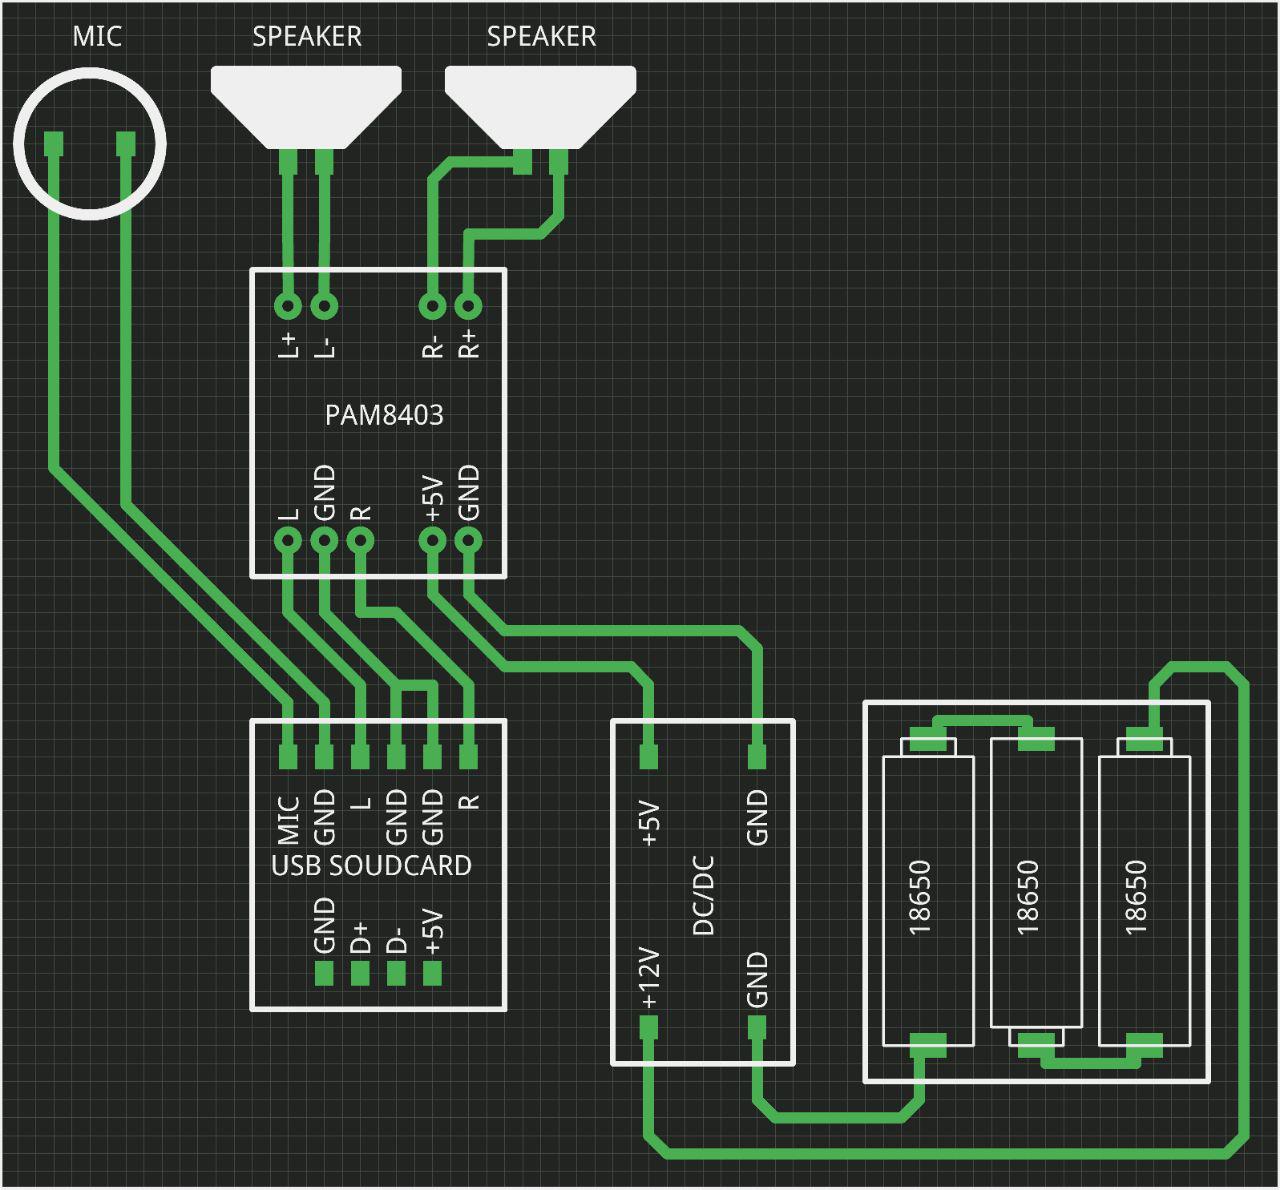 MIC
SPEAKER
SPEAKER
L+
L-
R-
R+
PAM8403
L
GND
R
+5V
GND
MIC
GND
L
GND
GND
R
USB SOUDCARD
GND
D+
D-
+5V
+5V
GND
DC/DC
+12V
GND
18650
18650
18650